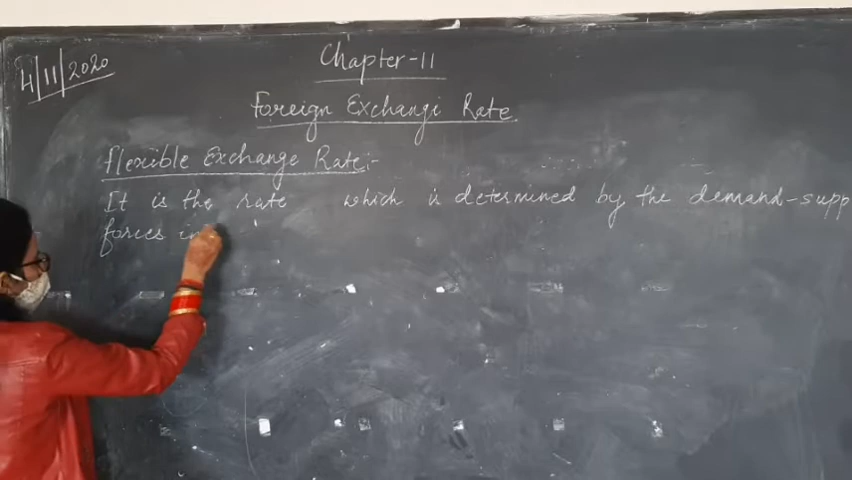 4/11/2020
Chapter-11
Foreign Exchange Rate
Flexible Exchange Rate:-
It is the rate which is determined by the demand-supp
forces in